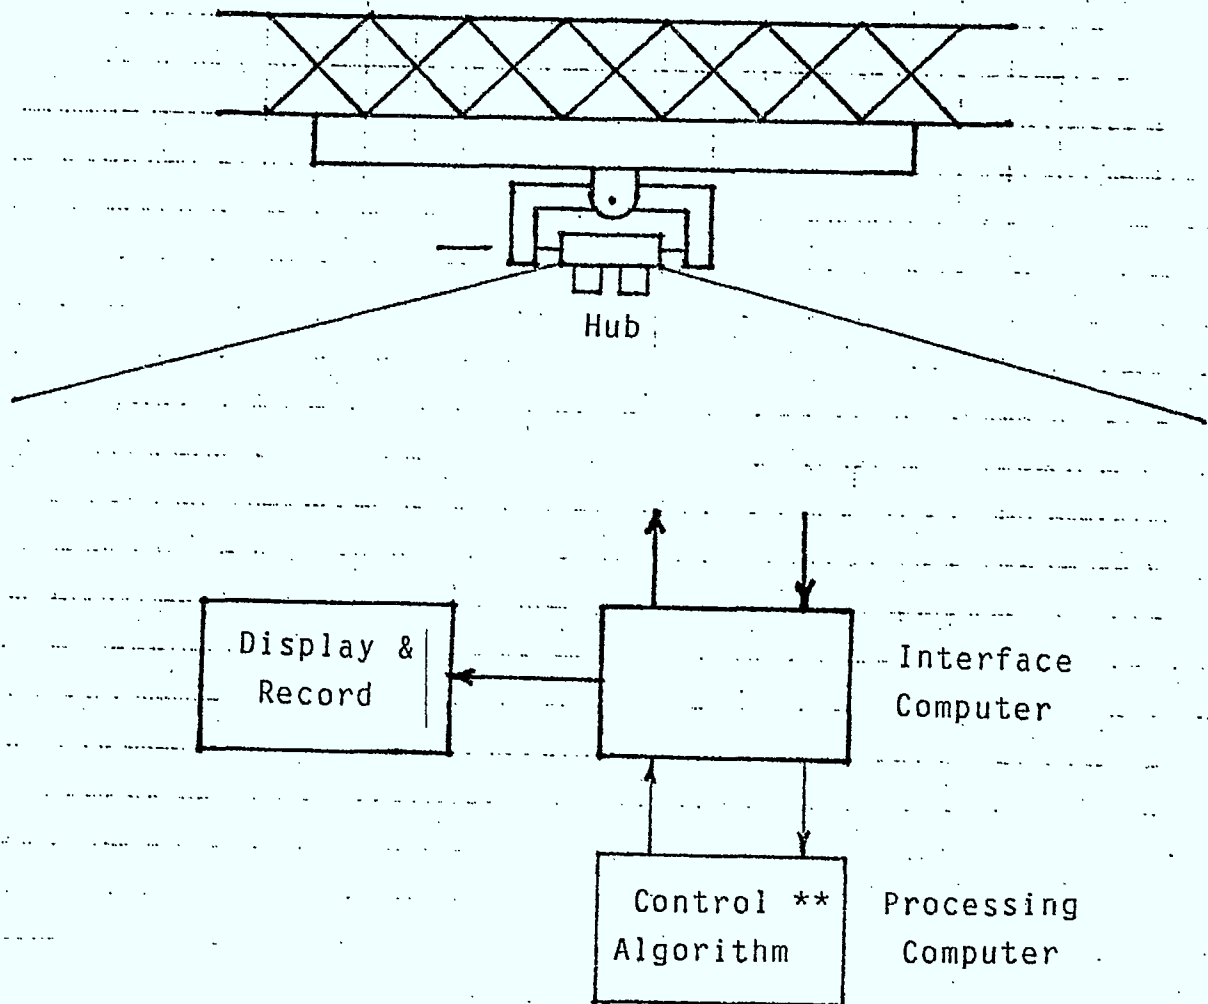 Hub
Display &
Record
Interface
Computer
Control **
Algorithm
Processing
Computer